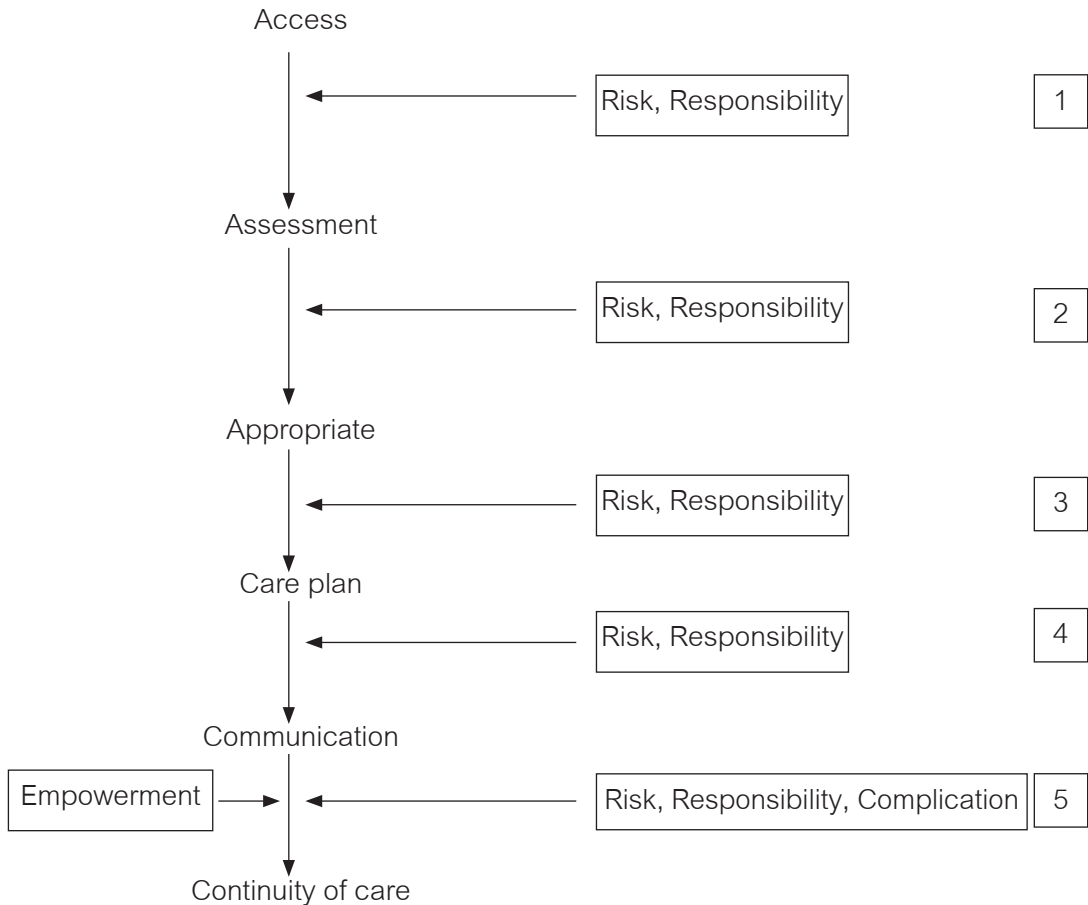 Access
Risk, Responsibility
1
Assessment
Risk, Responsibility
2
Appropriate
Risk, Responsibility
3
Care plan
Risk, Responsibility
4
Communication
Empowerment
Risk, Responsibility, Complication
5
Continuity of care